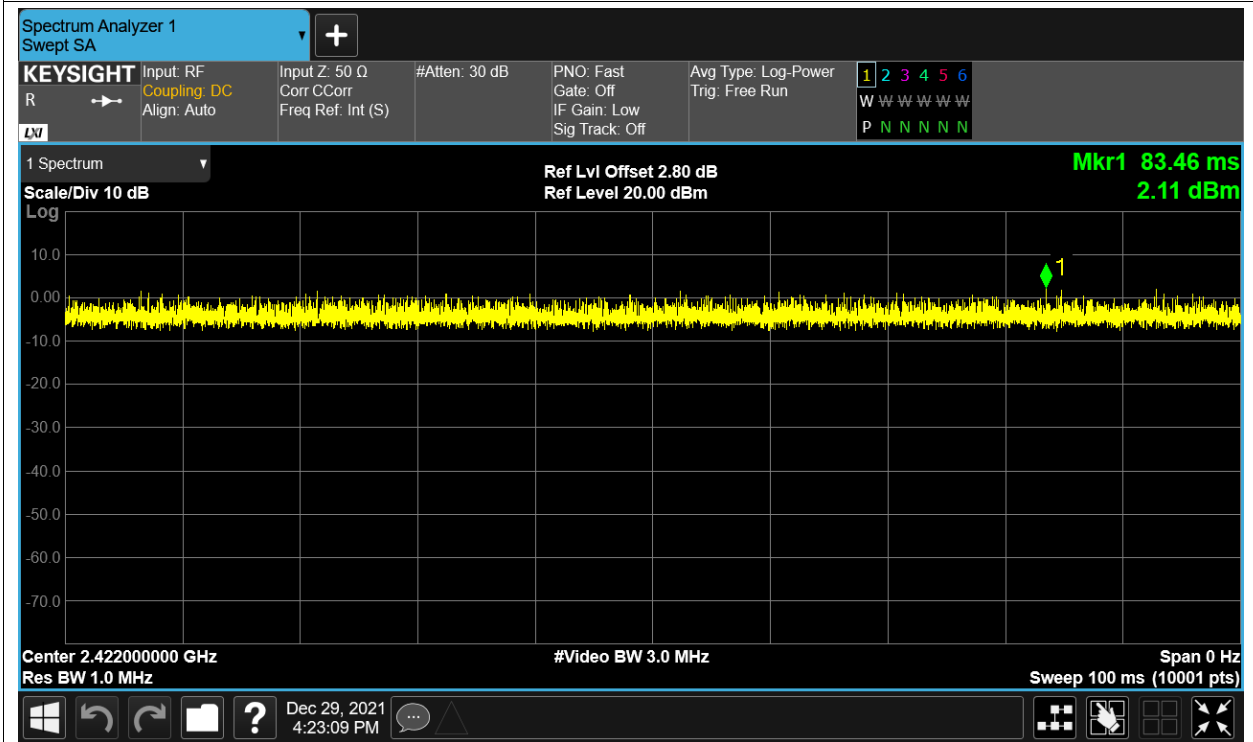 Spectrum Analyzer 1
Swept SA
KEYSIGHT
R
LXI
Input: RF
Coupling: DC
Align: Auto
Input Z: 50 Ω
Corr CCorr
Freq Ref: Int (S)
#Atten: 30 dB
PNO: Fast
Gate: Off
IF Gain: Low
Sig Track: Off
Avg Type: Log-Power
Trig: Free Run
1 2 3 4 5 6
W W W W W W
P N N N N N
1 Spectrum
Scale/Div 10 dB
Log
Ref Lvl Offset 2.80 dB
Ref Level 20.00 dBm
Mkr1 83.46 ms
2.11 dBm
10.0
1
0.00
-10.0
-20.0
-30.0
-40.0
-50.0
-60.0
-70.0
Center 2.422000000 GHz
Res BW 1.0 MHz
#Video BW 3.0 MHz
Span 0 Hz
Sweep 100 ms (10001 pts)
?
Dec 29, 2021
4:23:09 PM